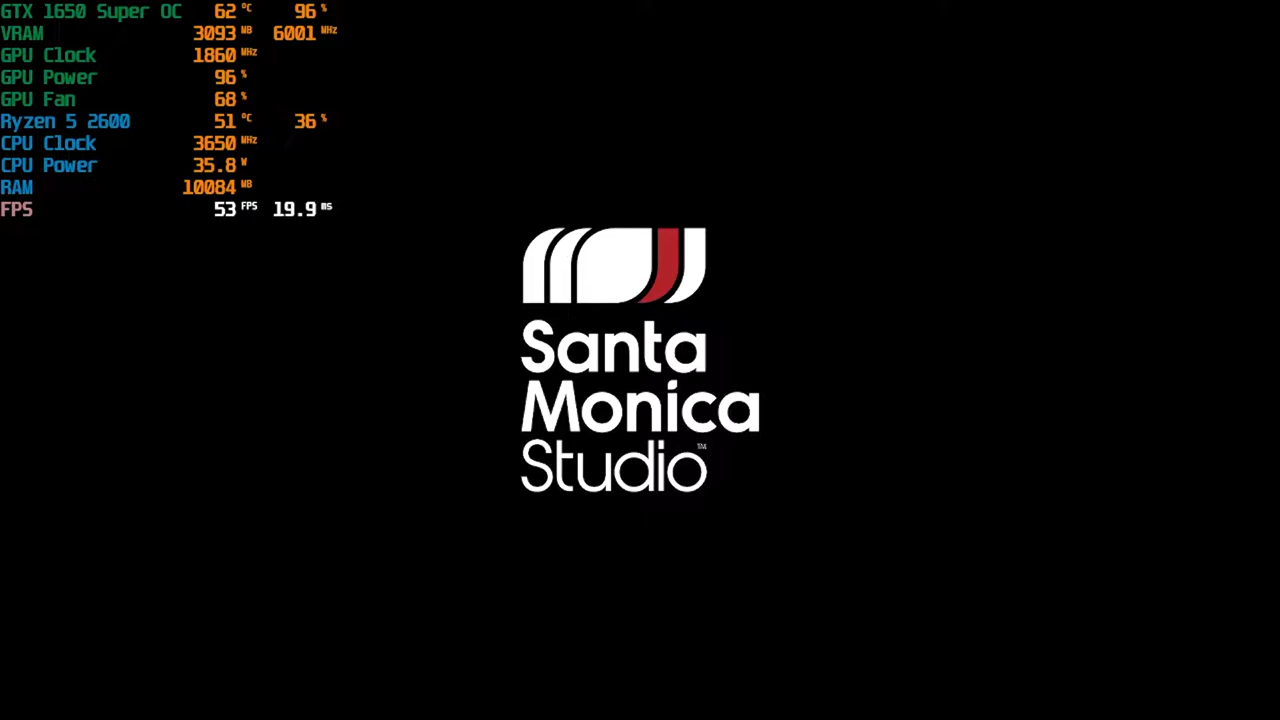 GTX 1650 Super OC 62 °C 96 %
VRAM 3093 MB 6001 MHz
GPU Clock 1860 MHz
GPU Power 96 %
GPU Fan 68 %
Ryzen 5 2600 51 °C 36 %
CPU Clock 3650 MHz
CPU Power 35.8 W
RAM 10084 MB
FPS 53 FPS 19.9 ms
Santa
Monica
Studio™